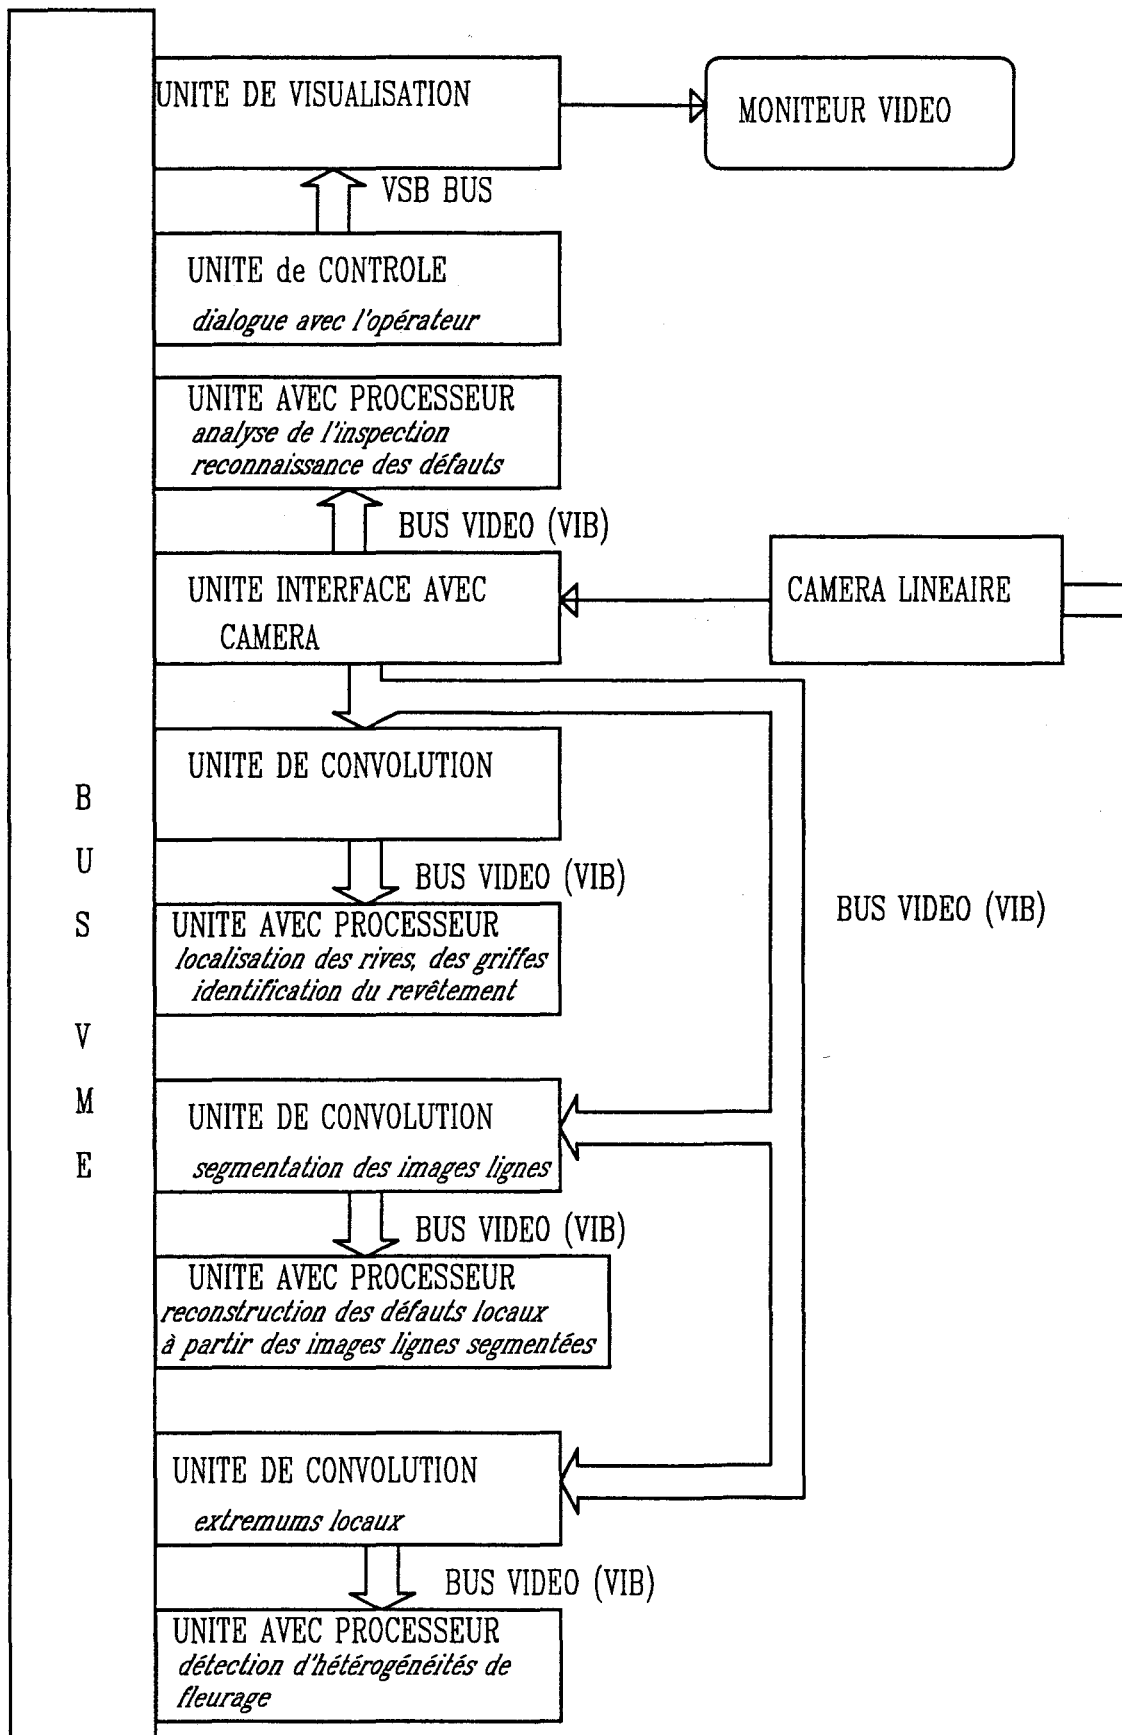 UNITE DE VISUALISATION
MONITEUR VIDEO
VSB BUS
UNITE de CONTROLE
dialogue avec l'opérateur
UNITE AVEC PROCESSEUR
analyse de l'inspection
reconnaissance des défauts
BUS VIDEO (VIB)
UNITE INTERFACE AVEC
CAMERA
CAMERA LINEAIRE
UNITE DE CONVOLUTION
BUS VIDEO (VIB)
UNITE AVEC PROCESSEUR
localisation des rives, des griffes
identification du revêtement
BUS VIDEO (VIB)
BUS VME
UNITE DE CONVOLUTION
segmentation des images lignes
BUS VIDEO (VIB)
UNITE AVEC PROCESSEUR
reconstruction des défauts locaux
à partir des images lignes segmentées
UNITE DE CONVOLUTION
extremums locaux
BUS VIDEO (VIB)
UNITE AVEC PROCESSEUR
détection d'hétérogénéités de
fleurage